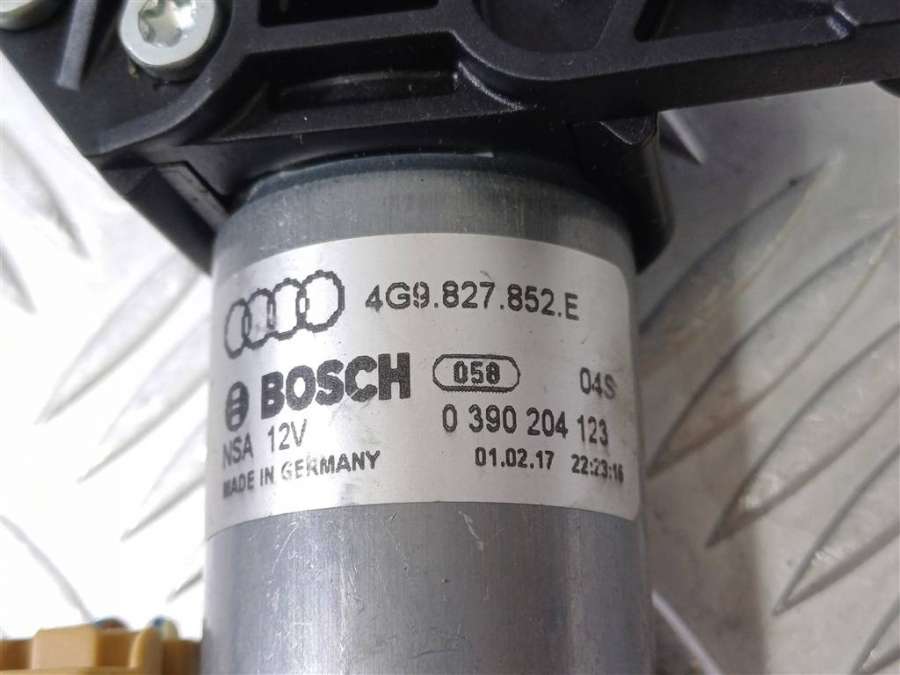 4G9.827.852.E
BOSCH 058 04S
NSA 12V 0 390 204 123
MADE IN GERMANY 01.02.17 22:23:16